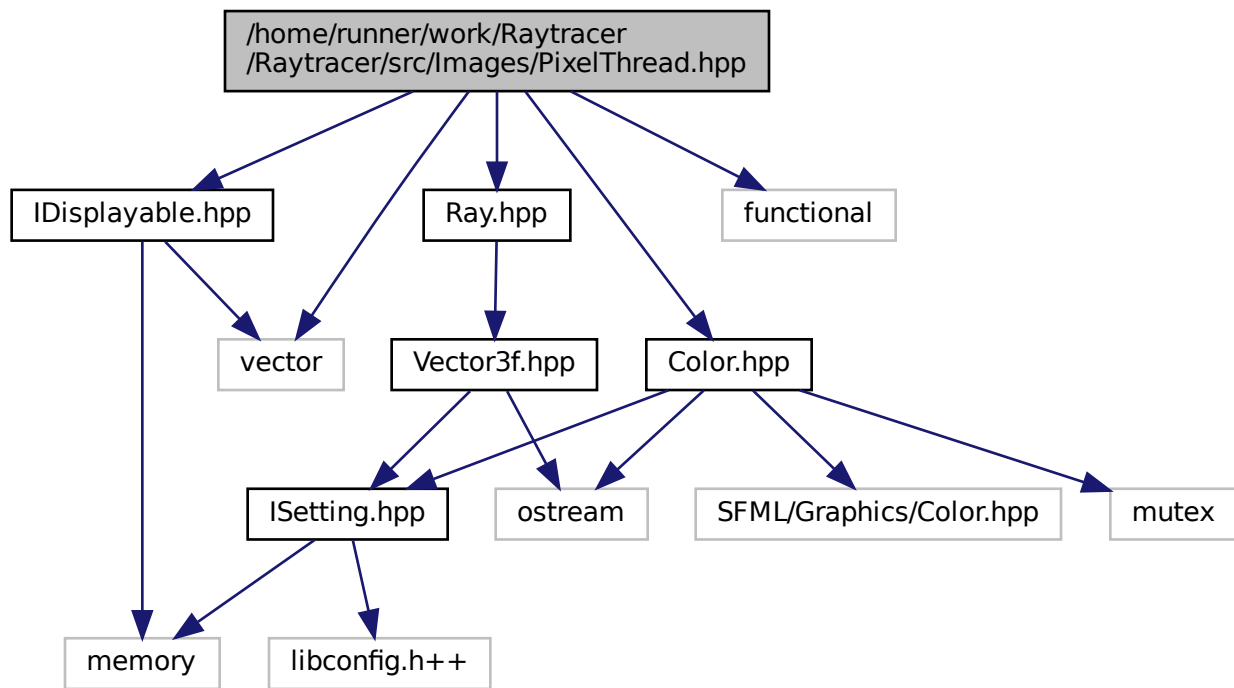 /home/runner/work/Raytracer
/Raytracer/src/Images/PixelThread.hpp
IDisplayable.hpp
Ray.hpp
functional
vector
Vector3f.hpp
Color.hpp
ISetting.hpp
ostream
SFML/Graphics/Color.hpp
mutex
memory
libconfig.h++